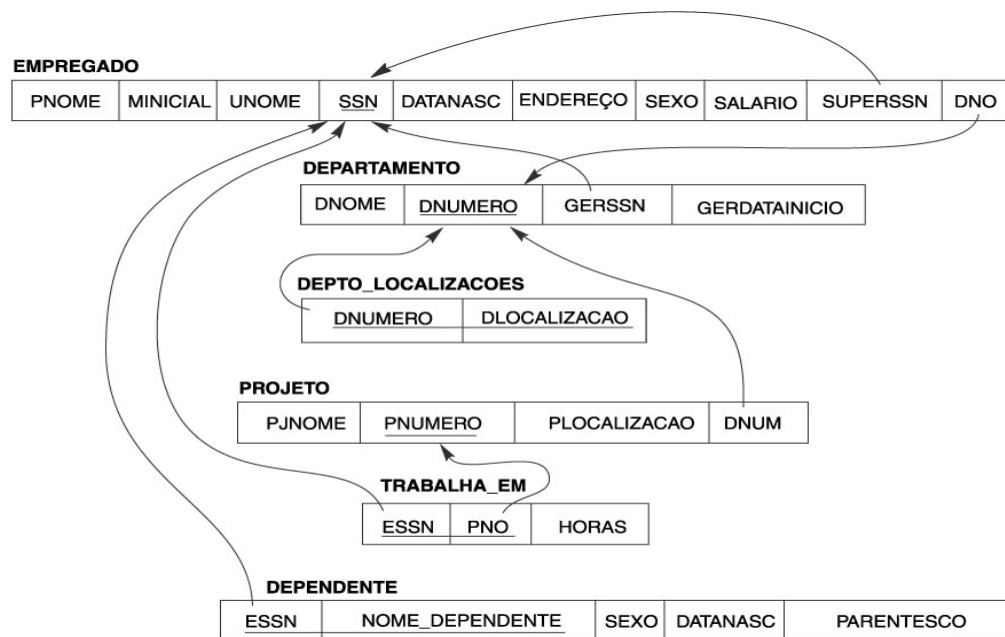 EMPREGADO
PNOME MINICIAL UNOME SSN DATANASC ENDEREÇO SEXO SALARIO SUPERSSN DNO
DEPARTAMENTO
DNOME DNUMERO GERSSN GERDATAINICIO
DEPTO_LOCALIZACOES
DNUMERO DLOCALIZACAO
PROJETO
PJNOME PNUMERO PLOCALIZACAO DNUM
TRABALHA_EM
ESSN PNO HORAS
DEPENDENTE
ESSN NOME_DEPENDENTE SEXO DATANASC PARENTESCO